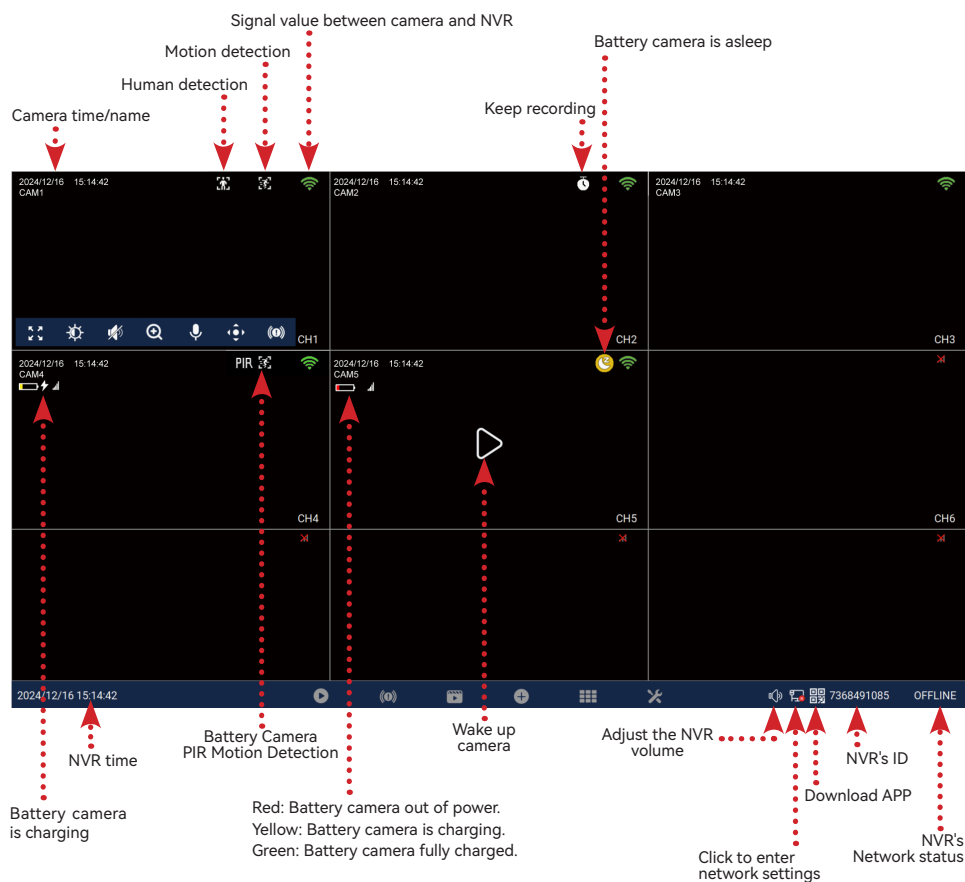 Signal value between camera and NVR
Motion detection
Battery camera is asleep
Human detection
Keep recording
Camera time/name
2024/12/16 15:14:42
CAM1
2024/12/16 15:14:42
CAM2
2024/12/16 15:14:42
CAM3
CH1
CH2
CH3
2024/12/16 15:14:42
CAM4
PIR
2024/12/16 15:14:42
CAM5
CH4
CH5
CH6
2024/12/16 15:14:42
7368491085
OFFLINE
NVR time
Battery Camera
PIR Motion Detection
Wake up
camera
Adjust the NVR
volume
NVR's ID
Download APP
Battery camera
is charging
Red: Battery camera out of power.
Yellow: Battery camera is charging.
Green: Battery camera fully charged.
Click to enter
network settings
NVR's
Network status